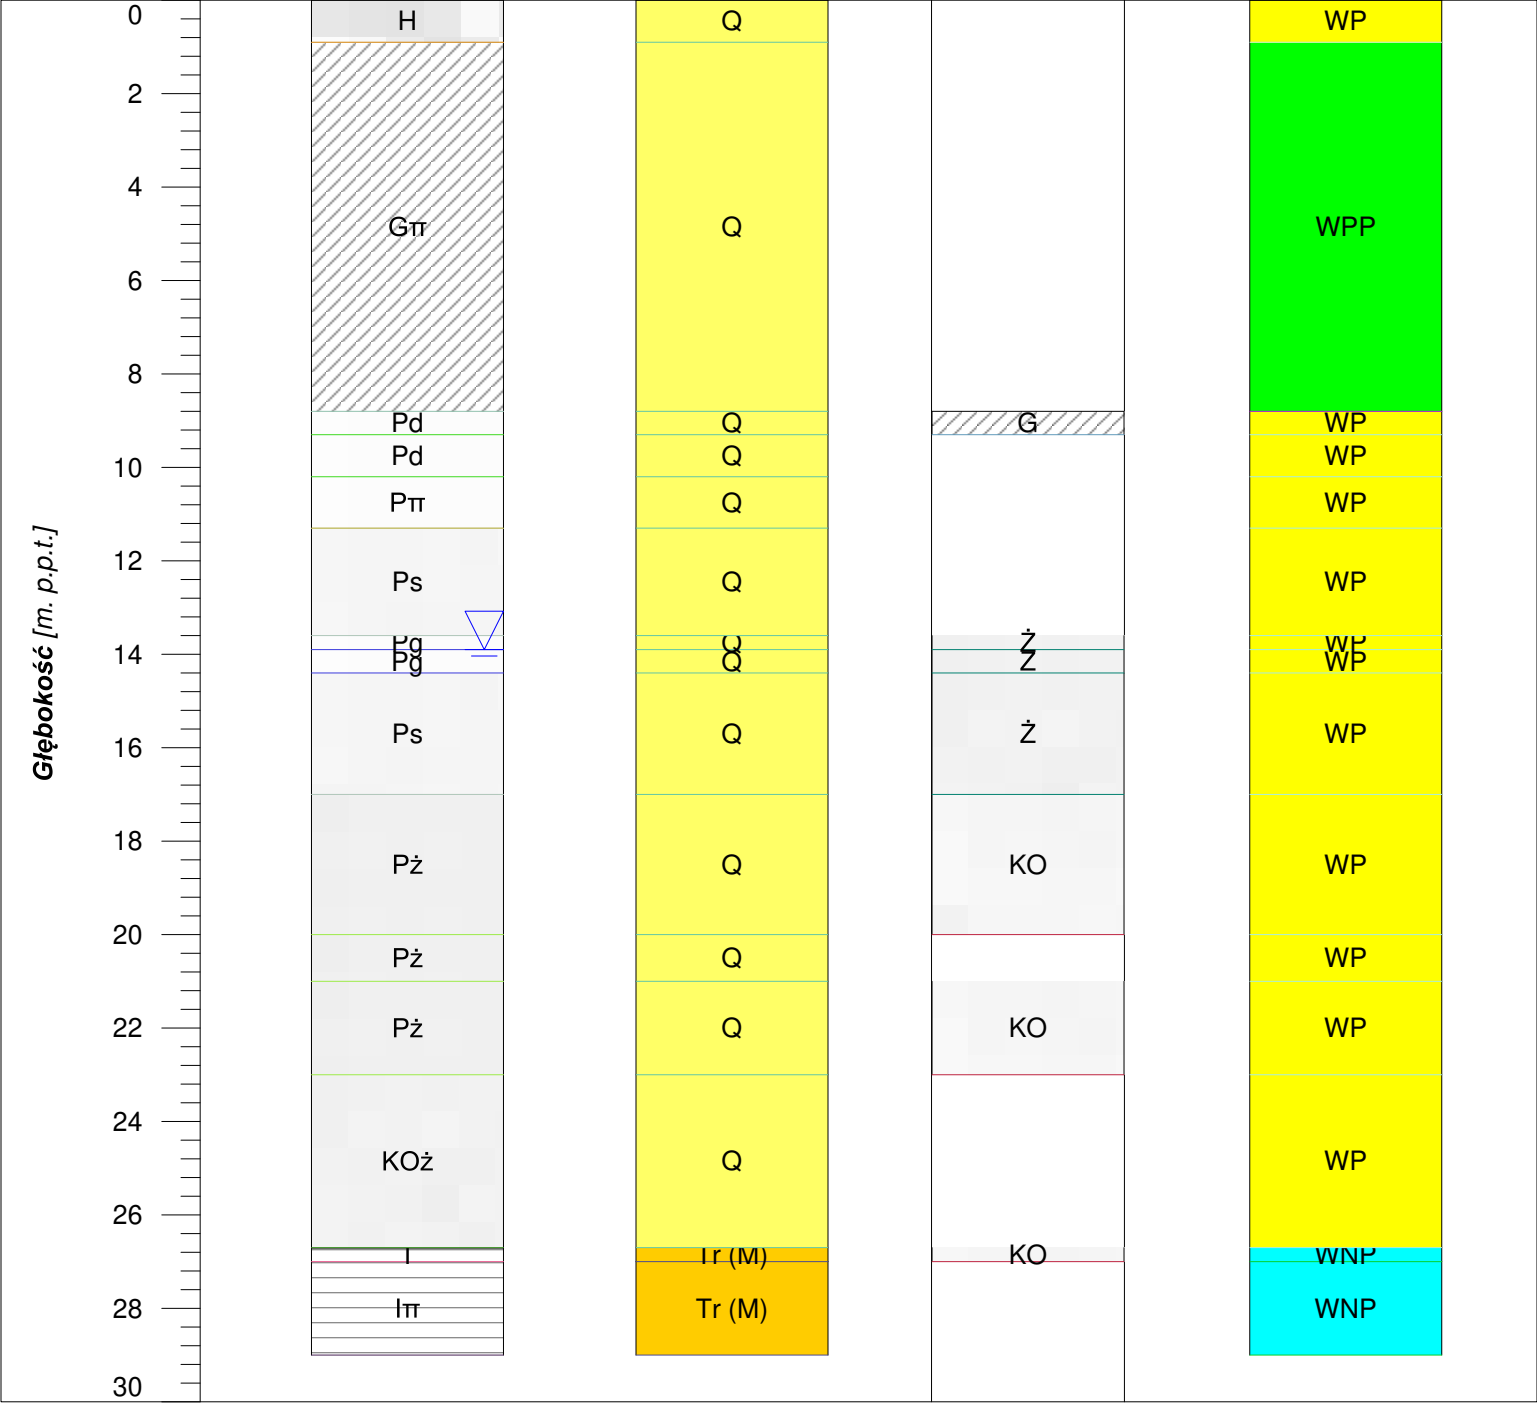 0
H
Q
WP
2
4
Gπ
Q
WPP
6
8
Pd
Q
G
WP
10
Pd
Q
WP
Pπ
Q
WP
12
Ps
Q
WP
Głębokość [m. p.p.t.]
Pg
Q
Ż
WP
14
Pg
Q
Ż
WP
16
Ps
Q
Ż
WP
18
Pż
Q
KO
WP
20
Pż
Q
WP
22
Pż
Q
KO
WP
24
KOż
Q
WP
26
I
Tr (M)
KO
WNP
28
Iπ
Tr (M)
WNP
30